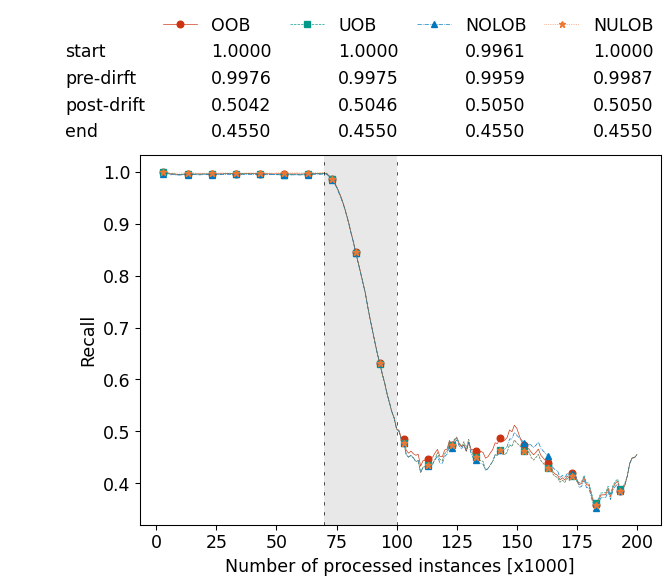 OOB UOB NOLOB NULOB
start 1.0000 1.0000 0.9961 1.0000
pre-dirft 0.9976 0.9975 0.9959 0.9987
post-drift 0.5042 0.5046 0.5050 0.5050
end 0.4550 0.4550 0.4550 0.4550
1.0
0.9
0.8
0.7
0.6
0.5
0.4
Recall
0 25 50 75 100 125 150 175 200
Number of processed instances [x1000]